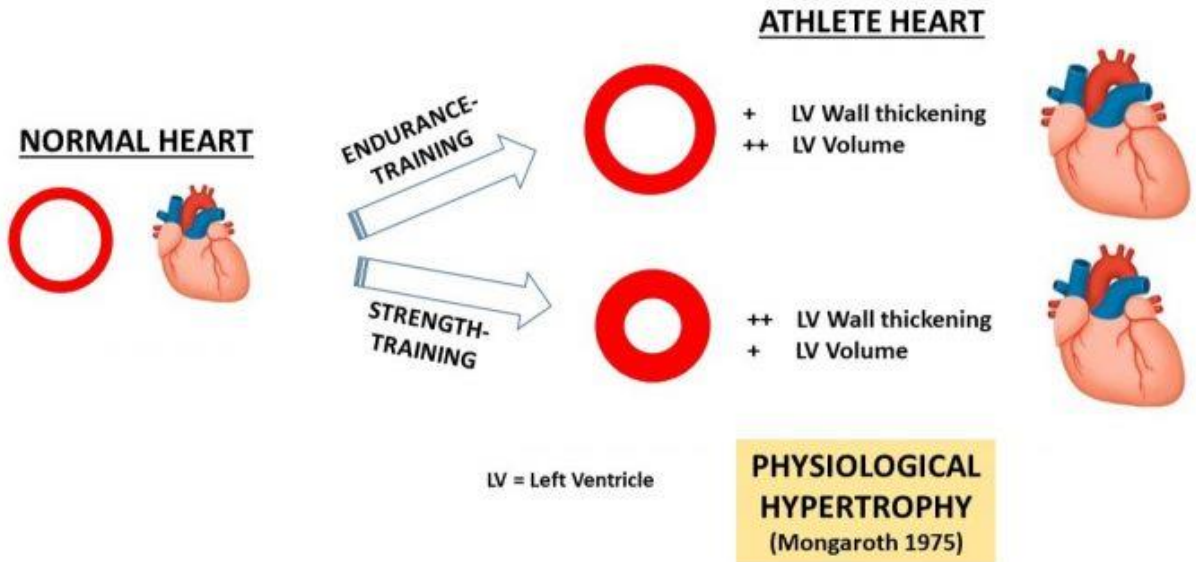 ATHLETE HEART
NORMAL HEART
ENDURANCE-
TRAINING
+ LV Wall thickening
++ LV Volume
STRENGTH-
TRAINING
++ LV Wall thickening
+ LV Volume
LV = Left Ventricle
PHYSIOLOGICAL
HYPERTROPHY
(Mongaroth 1975)